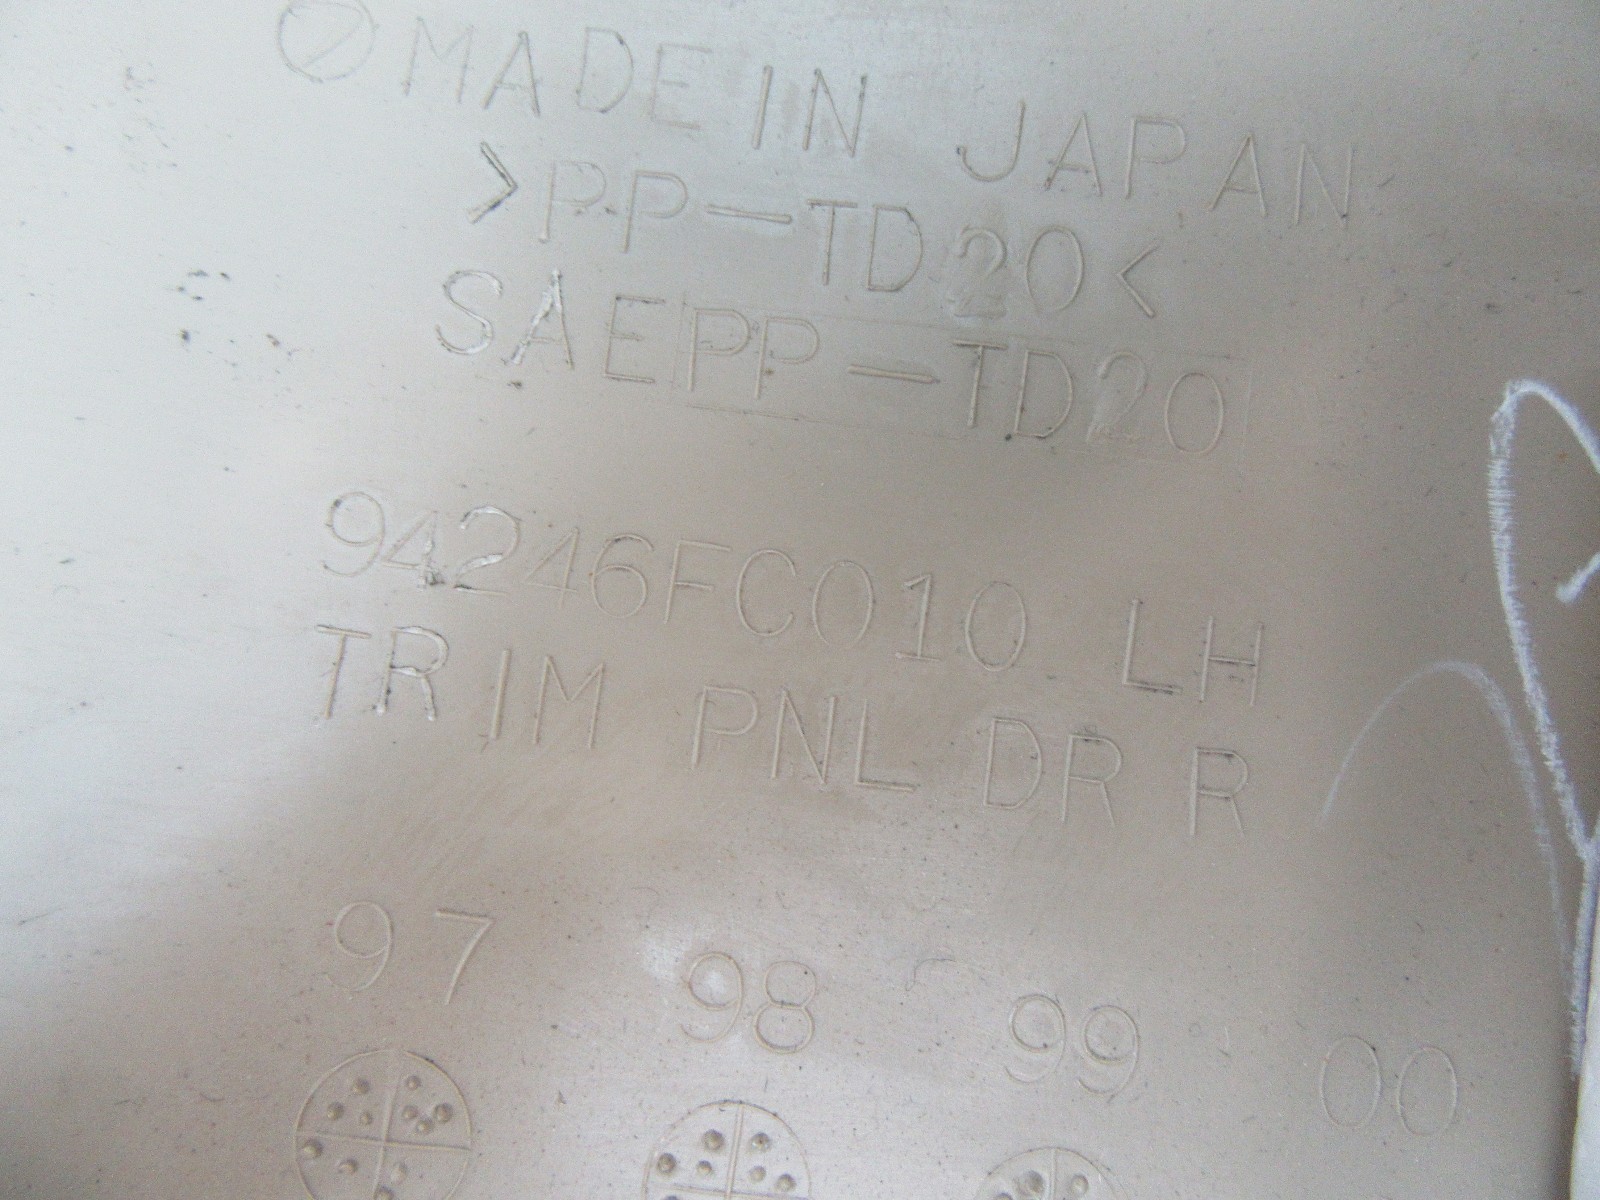 MADE IN JAPAN
>PP-TD20<
SAEPP-TD20
94246FC010 LH
TRIM PNL DR R
97 98 99 00